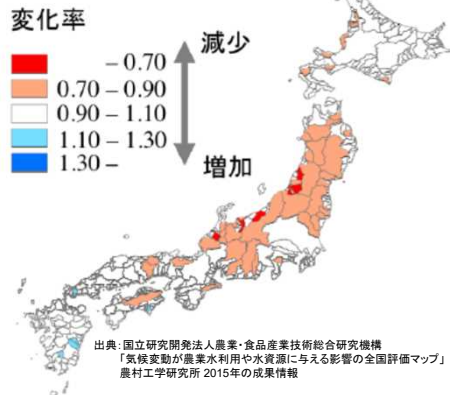 変化率
減少
– 0.70
0.70 – 0.90
0.90 – 1.10
1.10 – 1.30
1.30 –
増加
出典：国立研究開発法人農業・食品産業技術総合研究機構
「気候変動が農業水利用や水資源に与える影響の全国評価マップ」
農村工学研究所 2015年の成果情報